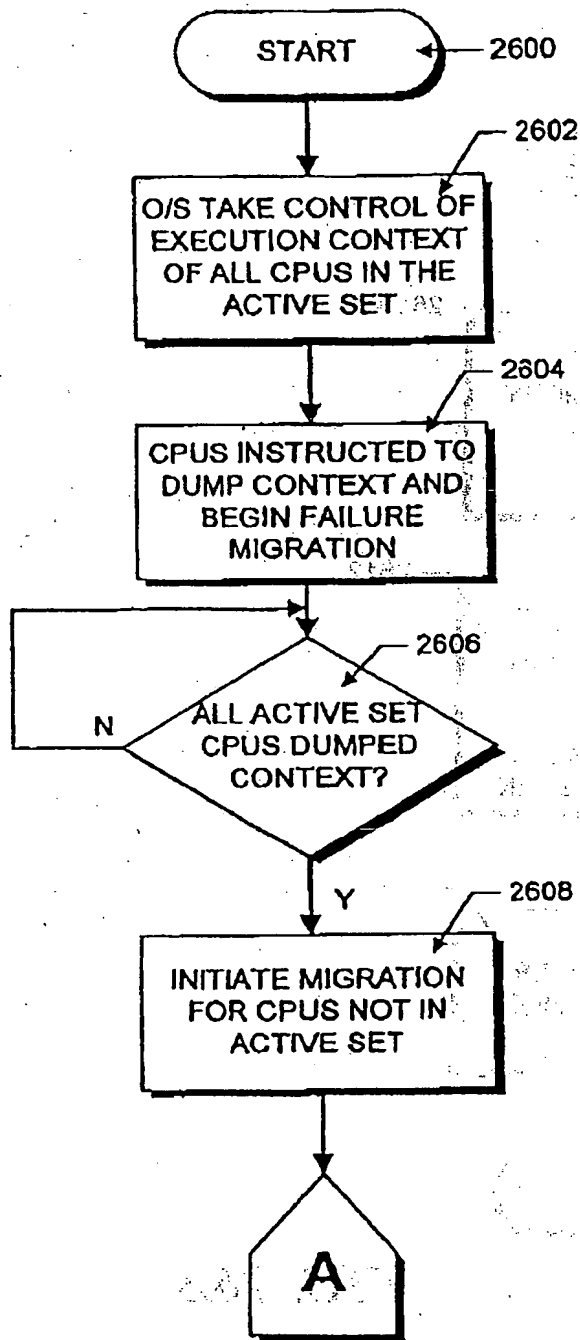 START
2600
2602
O/S TAKE CONTROL OF
EXECUTION CONTEXT
OF ALL CPUS IN THE
ACTIVE SET
2604
CPUS INSTRUCTED TO
DUMP CONTEXT AND
BEGIN FAILURE
MIGRATION
2606
N
ALL ACTIVE SET
CPUS DUMPED
CONTEXT?
Y
2608
INITIATE MIGRATION
FOR CPUS NOT IN
ACTIVE SET
A